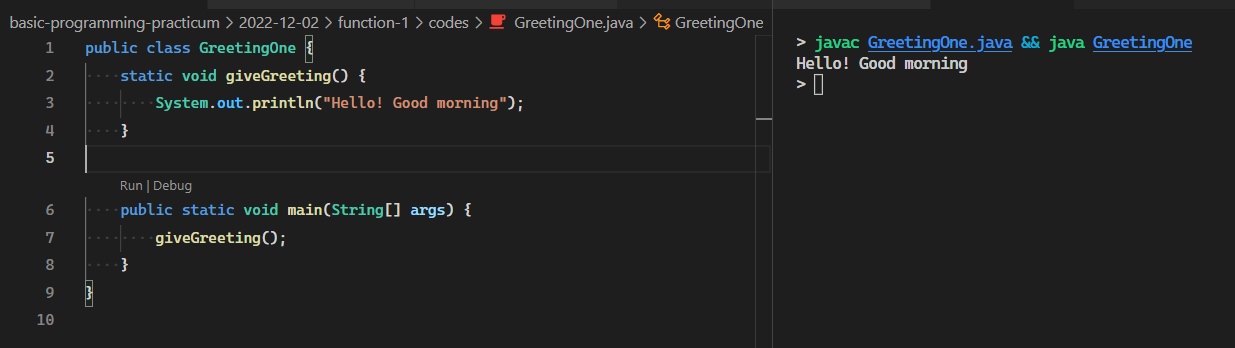 basic-programming-practicum > 2022-12-02 > function-1 > codes > GreetingOne.java > GreetingOne
1 public class GreetingOne {
2     static void giveGreeting() {
3         System.out.println("Hello! Good morning");
4     }
5
Run | Debug
6     public static void main(String[] args) {
7         giveGreeting();
8     }
9 }
10
> javac GreetingOne.java && java GreetingOne
Hello! Good morning
>